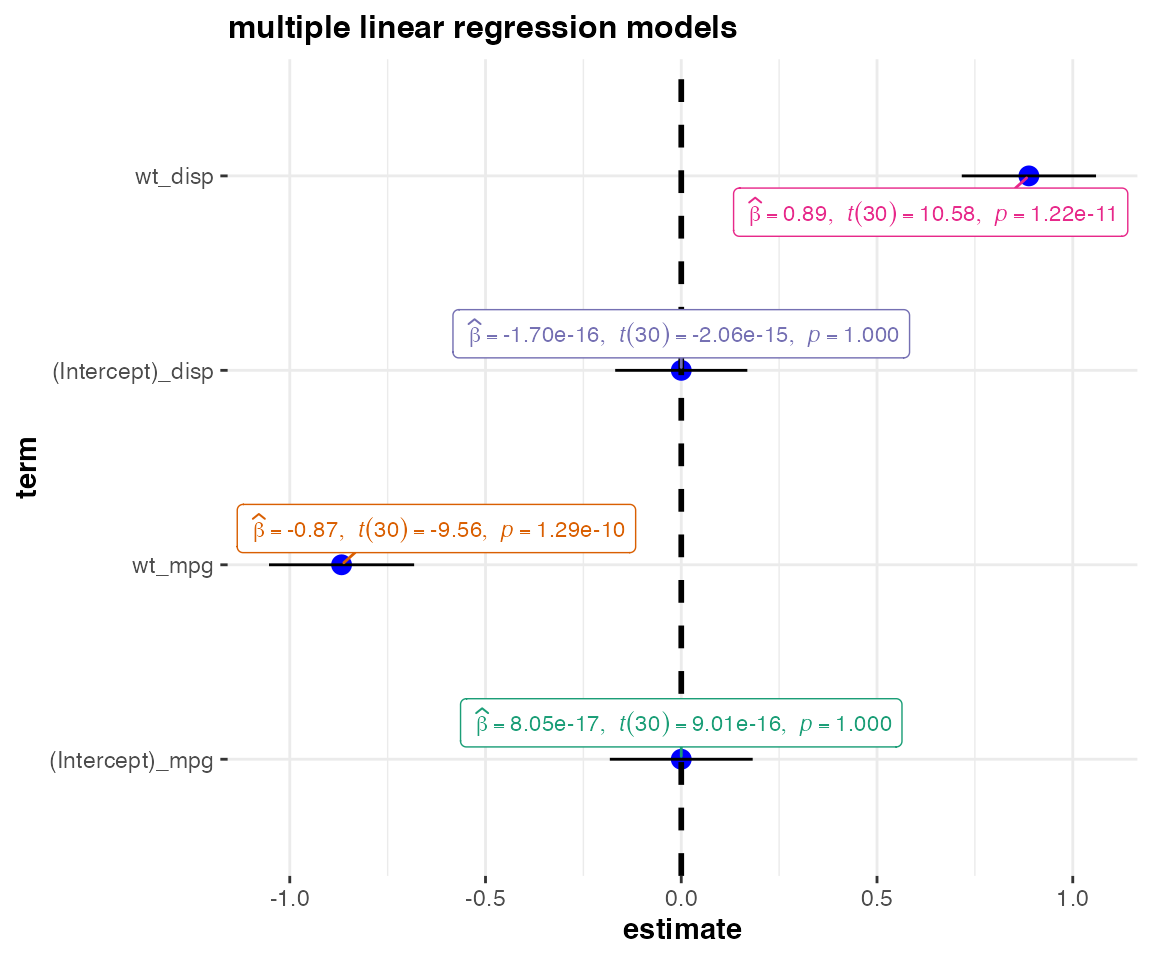 multiple linear regression models
wt_disp
β̂ = 0.89, t(30) = 10.58, p = 1.22e-11
β̂ = -1.70e-16, t(30) = -2.06e-15, p = 1.000
(Intercept)_disp
term
β̂ = -0.87, t(30) = -9.56, p = 1.29e-10
wt_mpg
β̂ = 8.05e-17, t(30) = 9.01e-16, p = 1.000
(Intercept)_mpg
-1.0 -0.5 0.0 0.5 1.0
estimate